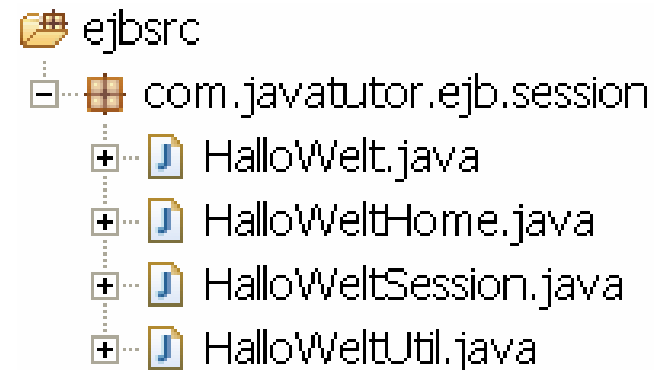 ejbsrc
com.javatutor.ejb.session
HalloWelt.java
HalloWeltHome.java
HalloWeltSession.java
HalloWeltUtil.java